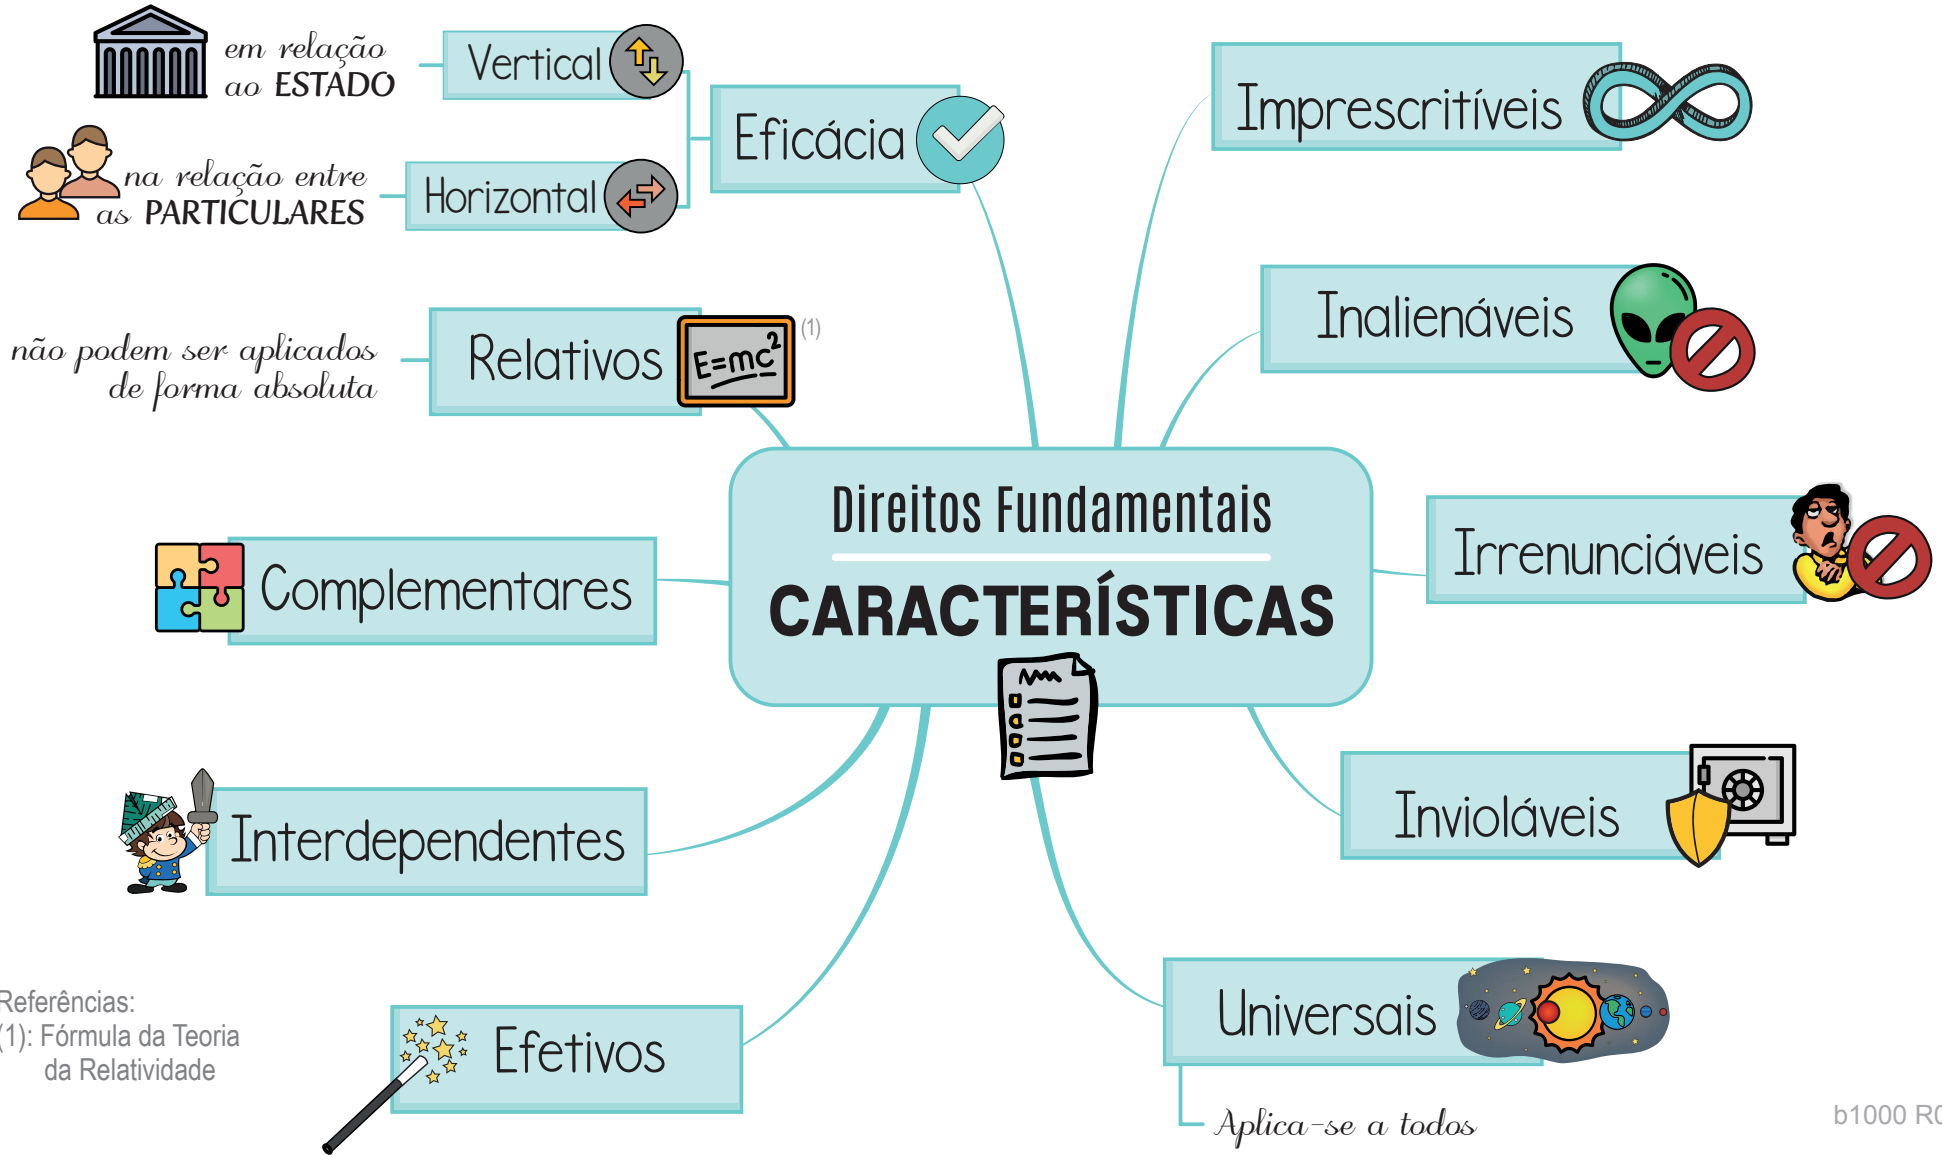 Direitos Fundamentais
CARACTERÍSTICAS
Eficácia
Vertical
em relação
ao ESTADO
Horizontal
na relação entre
as PARTICULARES
Relativos
E=mc²
(1)
não podem ser aplicados
de forma absoluta
Complementares
Interdependentes
Efetivos
Imprescritíveis
Inalienáveis
Irrenunciáveis
Invioláveis
Universais
Aplica-se a todos
Referências:
(1): Fórmula da Teoria
da Relatividade
b1000 R0